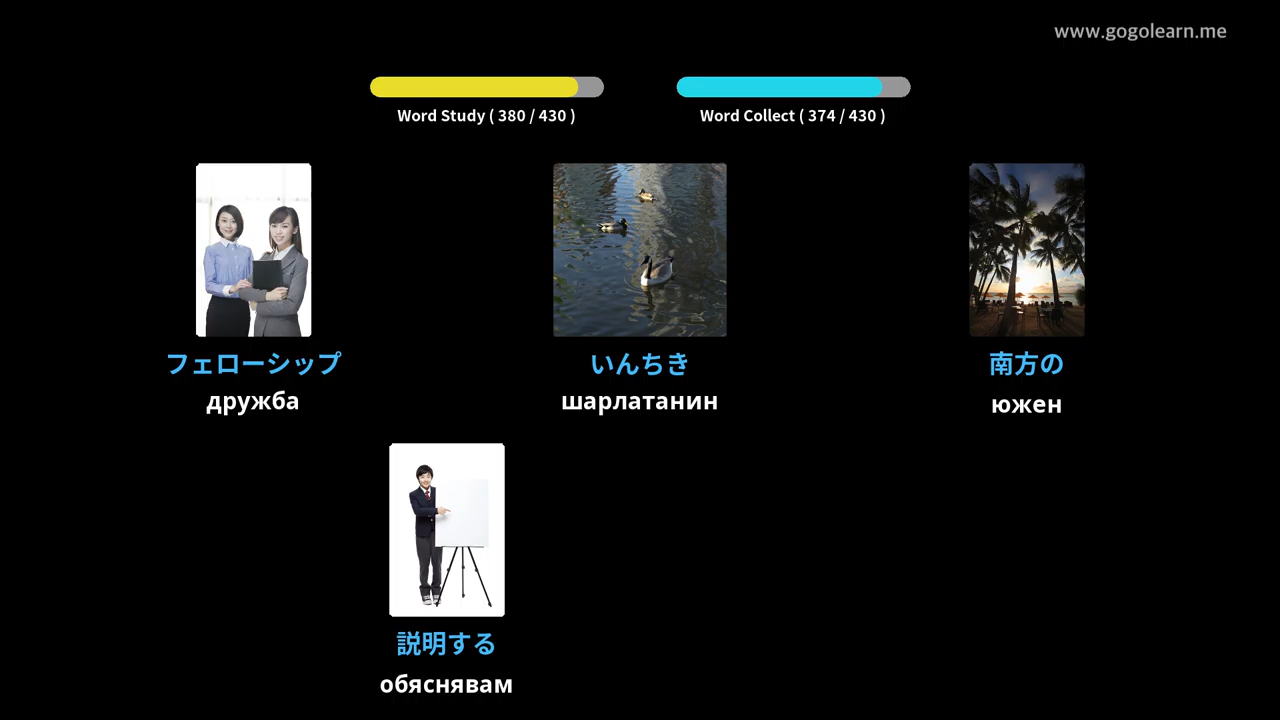 www.gogolearn.me
Word Study ( 380 / 430 )
Word Collect ( 374 / 430 )
フェローシップ
дружба
いんちき
шарлатанин
南方の
южен
説明する
обяснявам